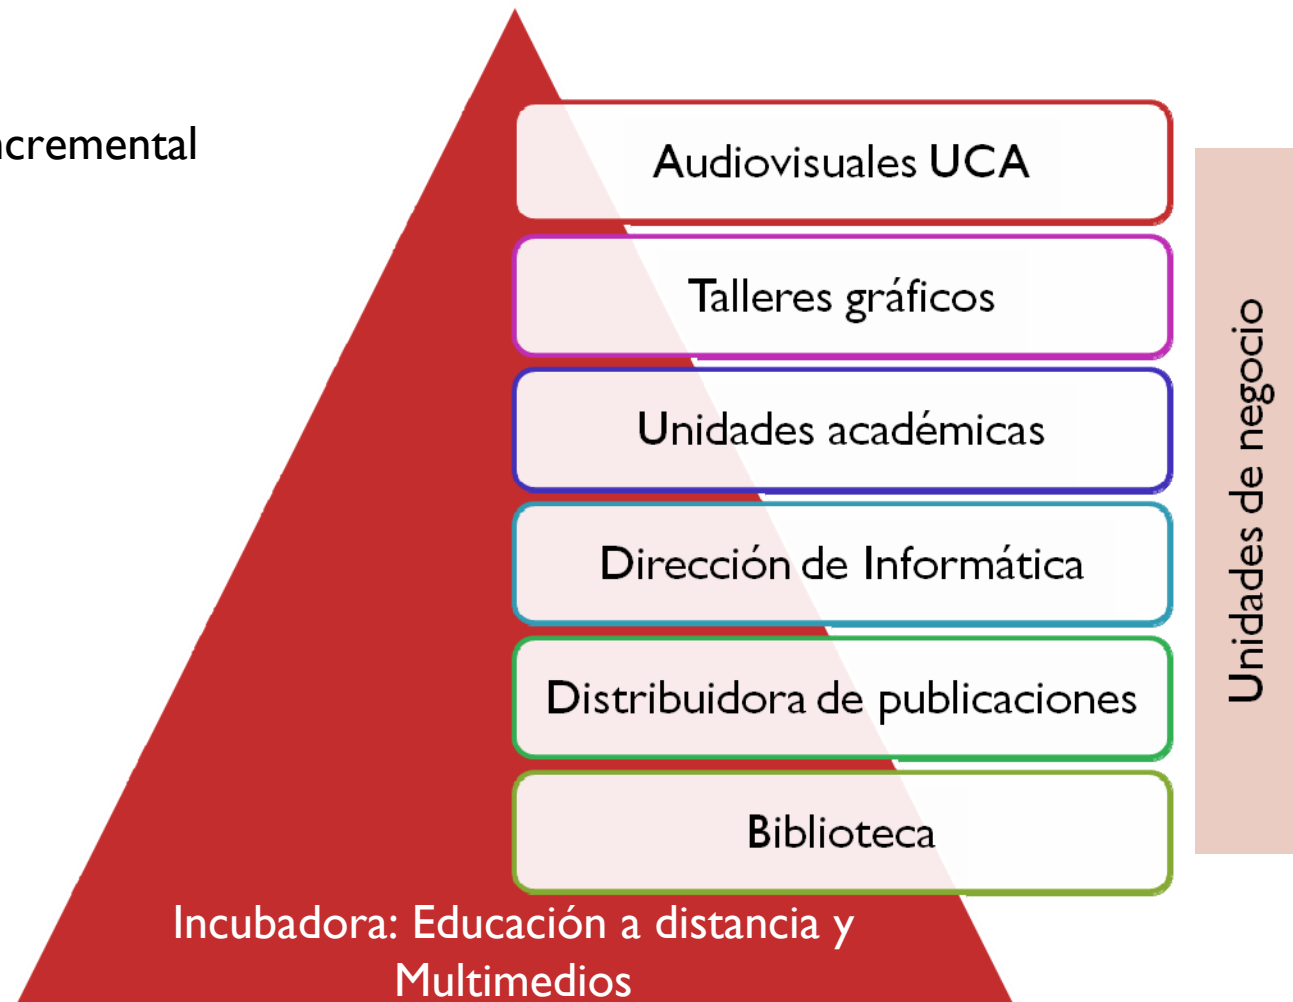 ncremental
Audiovisuales UCA
Talleres gráficos
Unidades académicas
Dirección de Informática
Distribuidora de publicaciones
Biblioteca
Unidades de negocio
Incubadora: Educación a distancia y
Multimedios